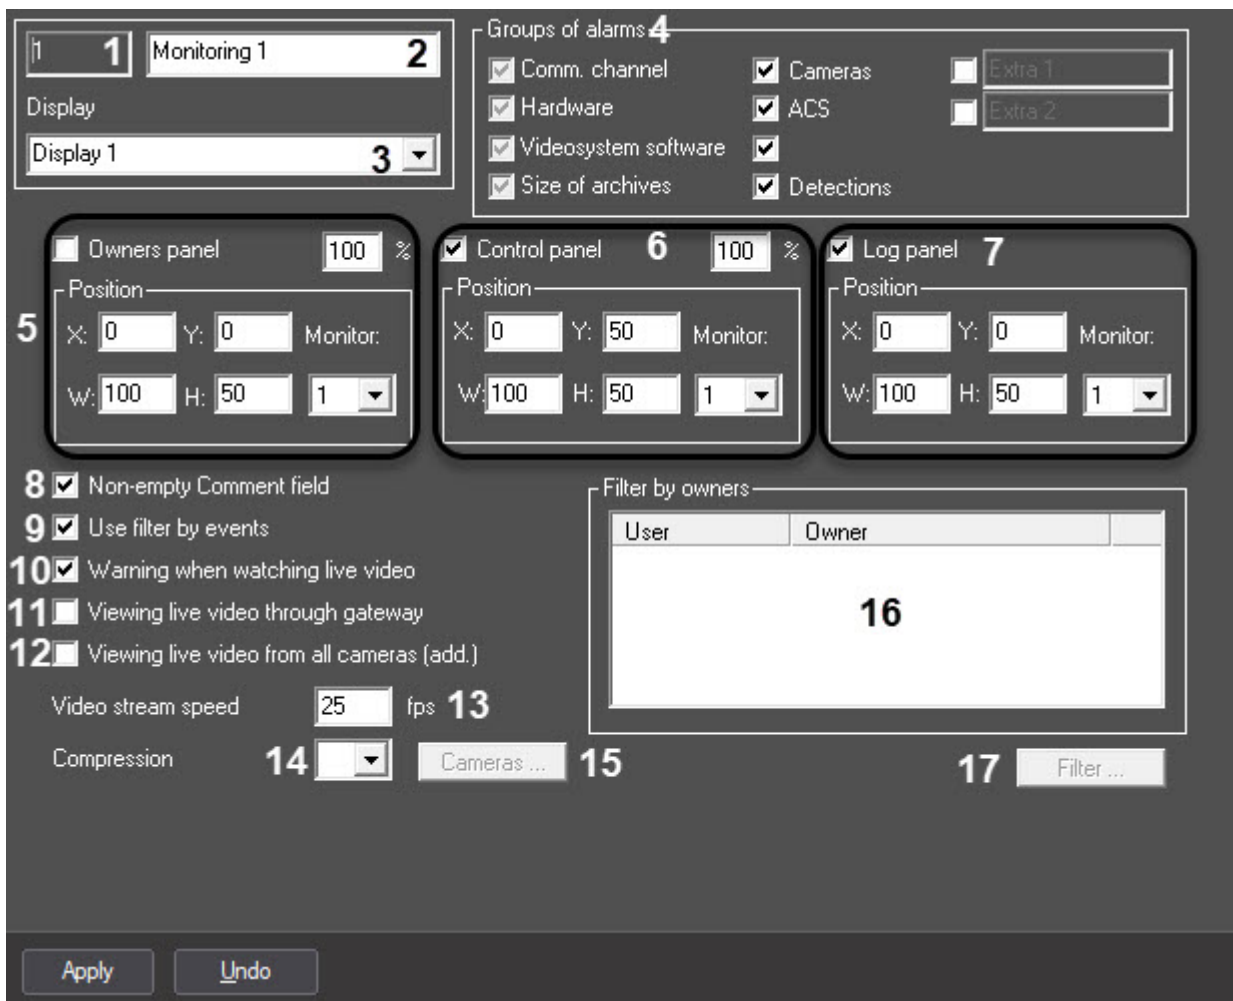 1 1 Monitoring 1 2
Display
Display 1 3
Groups of alarms 4
Comm. channel Cameras Extra 1
Hardware ACS Extra 2
Videosystem software
Size of archives Detections
Owners panel 100 %
Position
5 X: 0 Y: 0 Monitor:
W: 100 H: 50 1
Control panel 6 100 %
Position
X: 0 Y: 50 Monitor:
W: 100 H: 50 1
Log panel 7
Position
X: 0 Y: 0 Monitor:
W: 100 H: 50 1
8 Non-empty Comment field
9 Use filter by events
10 Warning when watching live video
11 Viewing live video through gateway
12 Viewing live video from all cameras (add.)
Video stream speed 25 fps 13
Compression 14 Cameras ... 15
Filter by owners
User Owner
16
17 Filter ...
Apply Undo